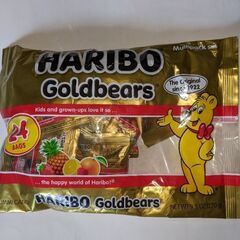 HARIBO
Goldbears
Kids and grown-ups love it so ...
The Original
since 1922
24
BAGS
... the happy world of Haribo!
HARIBO Goldbears